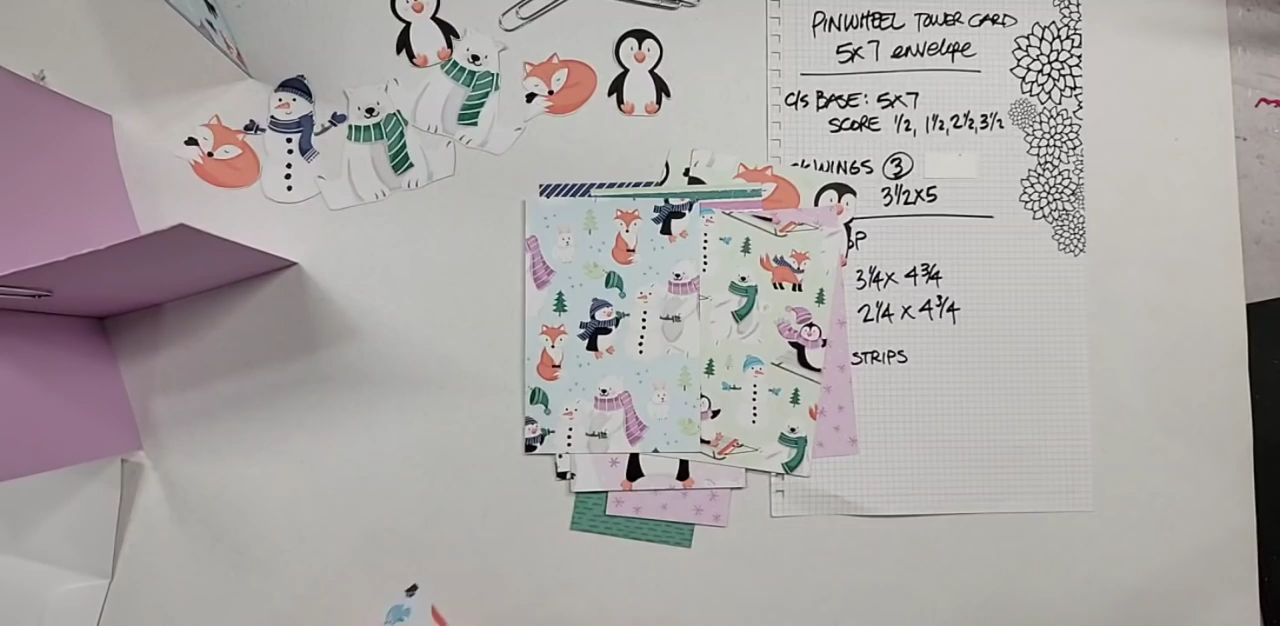 PINWHEEL TOWER CARD
5x7 envelope
C/S BASE: 5x7
SCORE 1/2, 1 1/2, 2 1/2, 3 1/2
WINGS 3
3 1/2 x 5
3 1/4 x 4 3/4
2 1/4 x 4 3/4
STRIPS